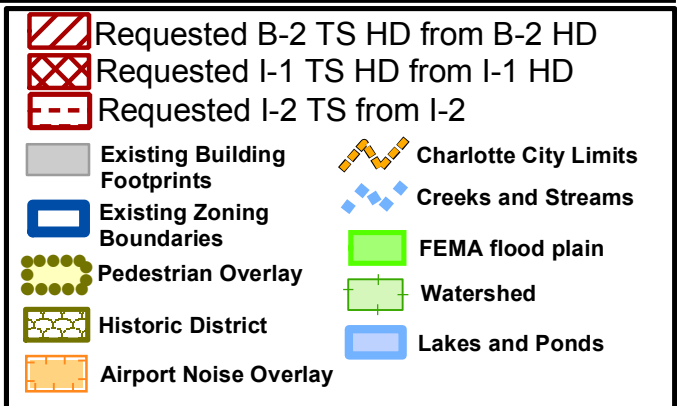 Requested B-2 TS HD from B-2 HD
Requested I-1 TS HD from I-1 HD
Requested I-2 TS from I-2
Existing Building
Footprints
Existing Zoning
Boundaries
Pedestrian Overlay
Historic District
Airport Noise Overlay
Charlotte City Limits
Creeks and Streams
FEMA flood plain
Watershed
Lakes and Ponds